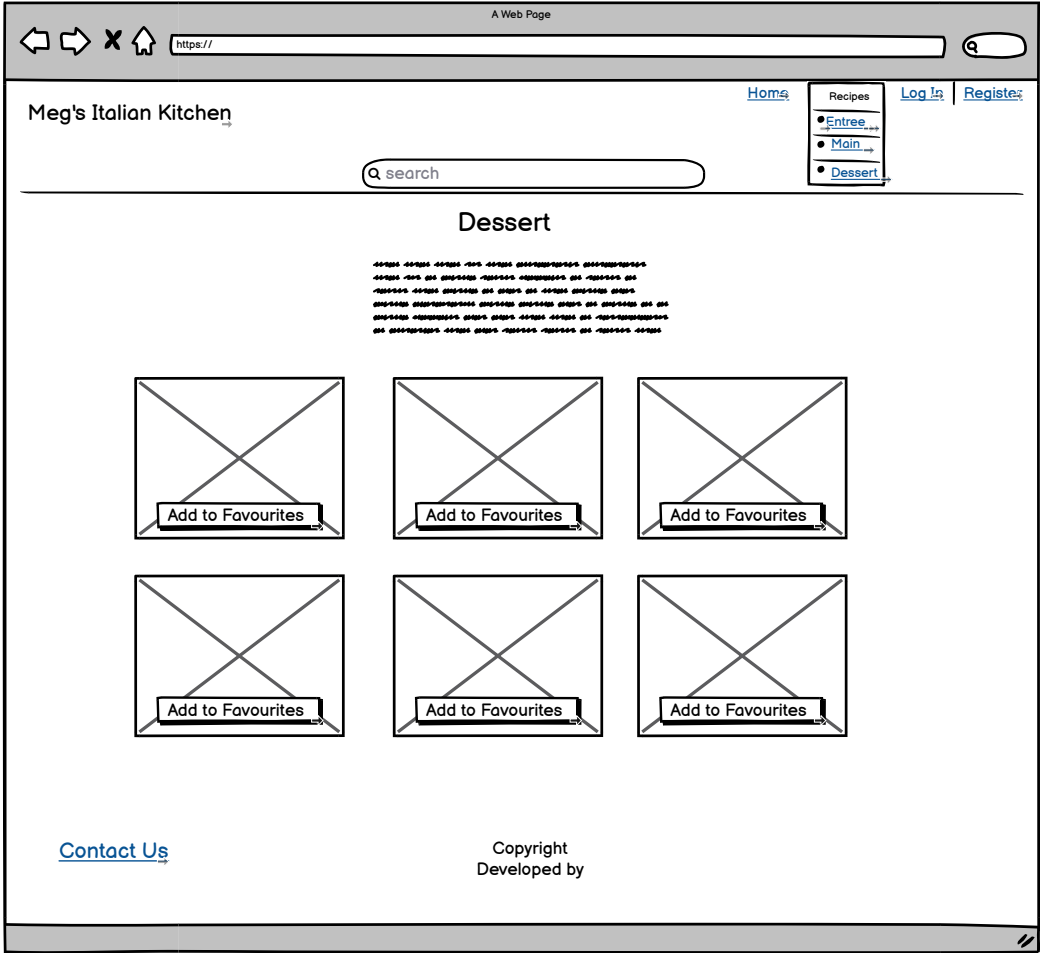 A Web Page
https://
Home
Recipes
Log In
Register
Meg's Italian Kitchen
Entree
Main
Dessert
search
Dessert
Add to Favourites
Add to Favourites
Add to Favourites
Add to Favourites
Add to Favourites
Add to Favourites
Contact Us
Copyright
Developed by